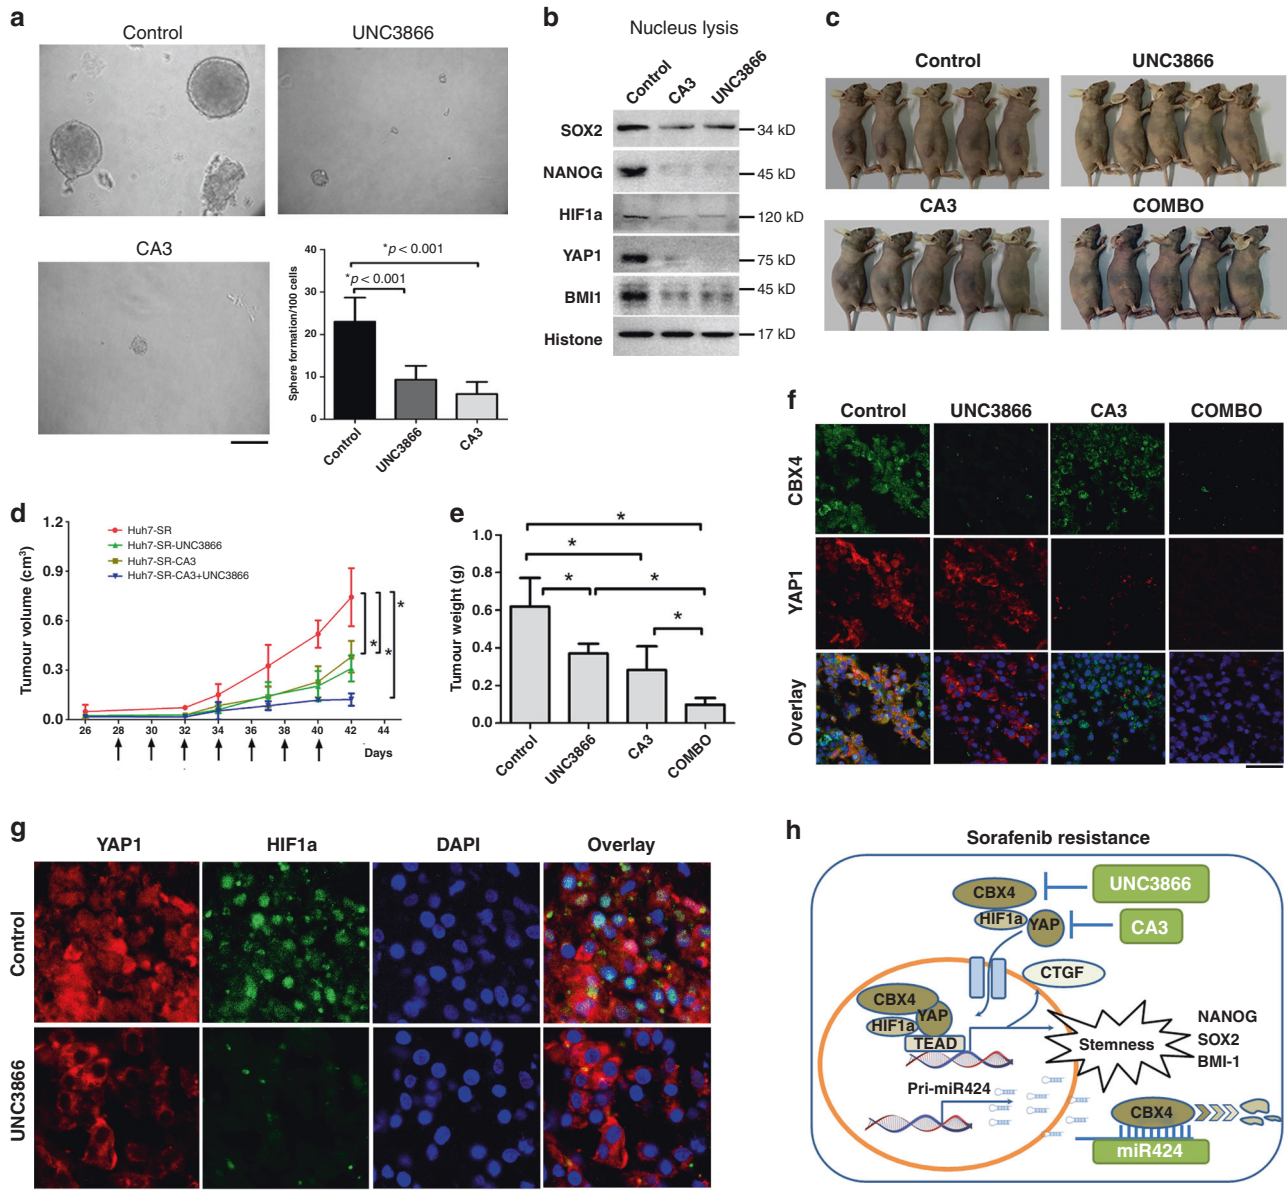 a
Control
UNC3866
CA3
Sphere formation/100 cells
40
30
20
10
0
*p < 0.001
*p < 0.001
Control
UNC3866
CA3
b
Nucleus lysis
Control
CA3
UNC3866
SOX2
34 kD
NANOG
45 kD
HIF1a
120 kD
YAP1
75 kD
BMI1
45 kD
Histone
17 kD
c
Control
UNC3866
CA3
COMBO
d
Tumour volume (cm³)
1.2
0.9
0.6
0.3
0.0
Huh7-SR
Huh7-SR-UNC3866
Huh7-SR-CA3
Huh7-SR-CA3+UNC3866
*
*
*
26 28 30 32 34 36 38 40 42 44
Days
e
Tumour weight (g)
1.0
0.8
0.6
0.4
0.2
0.0
*
*
*
*
*
Control
UNC3866
CA3
COMBO
f
Control
UNC3866
CA3
COMBO
CBX4
YAP1
Overlay
g
YAP1
HIF1a
DAPI
Overlay
Control
UNC3866
h
Sorafenib resistance
CBX4
UNC3866
HIF1a
YAP
CA3
CTGF
CBX4
YAP
HIF1a
TEAD
Stemness
NANOG
SOX2
BMI-1
Pri-miR424
CBX4
miR424